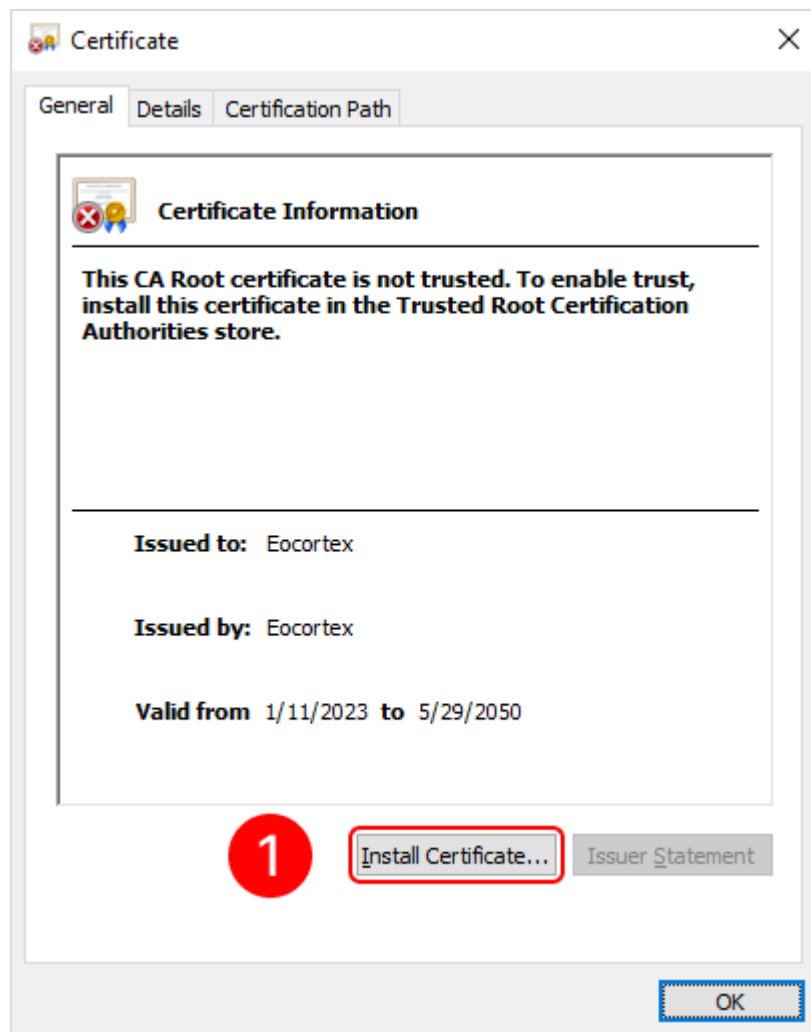 Certificate
General Details Certification Path
Certificate Information
This CA Root certificate is not trusted. To enable trust,
install this certificate in the Trusted Root Certification
Authorities store.
Issued to: Eocortex
Issued by: Eocortex
Valid from 1/11/2023 to 5/29/2050
1 Install Certificate... Issuer Statement
OK